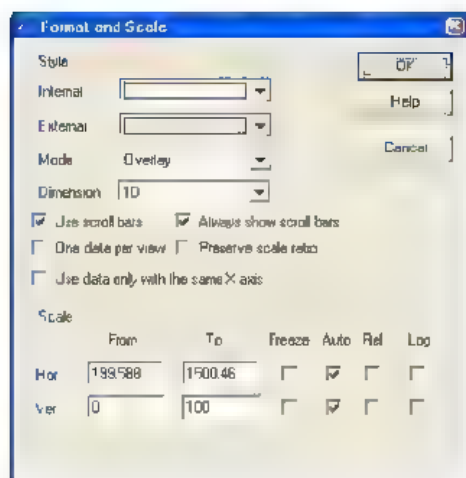 Format and Scale
Style
OK
Internal
Help
External
Cancel
Mode Overlay
Dimension 1D
Use scroll bars Always show scroll bars
One data per view Preserve scale ratio
Use data only with the same X axis
Scale
From To Freeze Auto Rel Log
Hor 199.588 1500.46
Ver 0 100